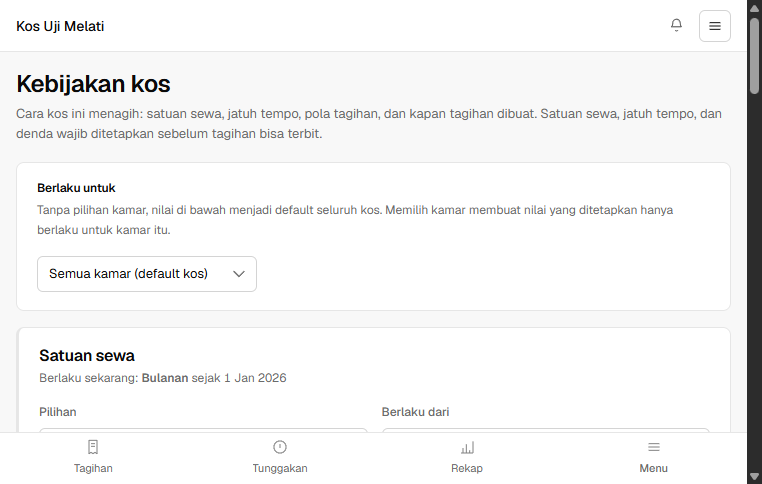 Kos Uji Melati
Kebijakan kos
Cara kos ini menagih: satuan sewa, jatuh tempo, pola tagihan, dan kapan tagihan dibuat. Satuan sewa, jatuh tempo, dan
denda wajib ditetapkan sebelum tagihan bisa terbit.
Berlaku untuk
Tanpa pilihan kamar, nilai di bawah menjadi default seluruh kos. Memilih kamar membuat nilai yang ditetapkan hanya
berlaku untuk kamar itu.
Semua kamar (default kos)
Satuan sewa
Berlaku sekarang: Bulanan sejak 1 Jan 2026
Pilihan
Berlaku dari
Tagihan
Tunggakan
Rekap
Menu